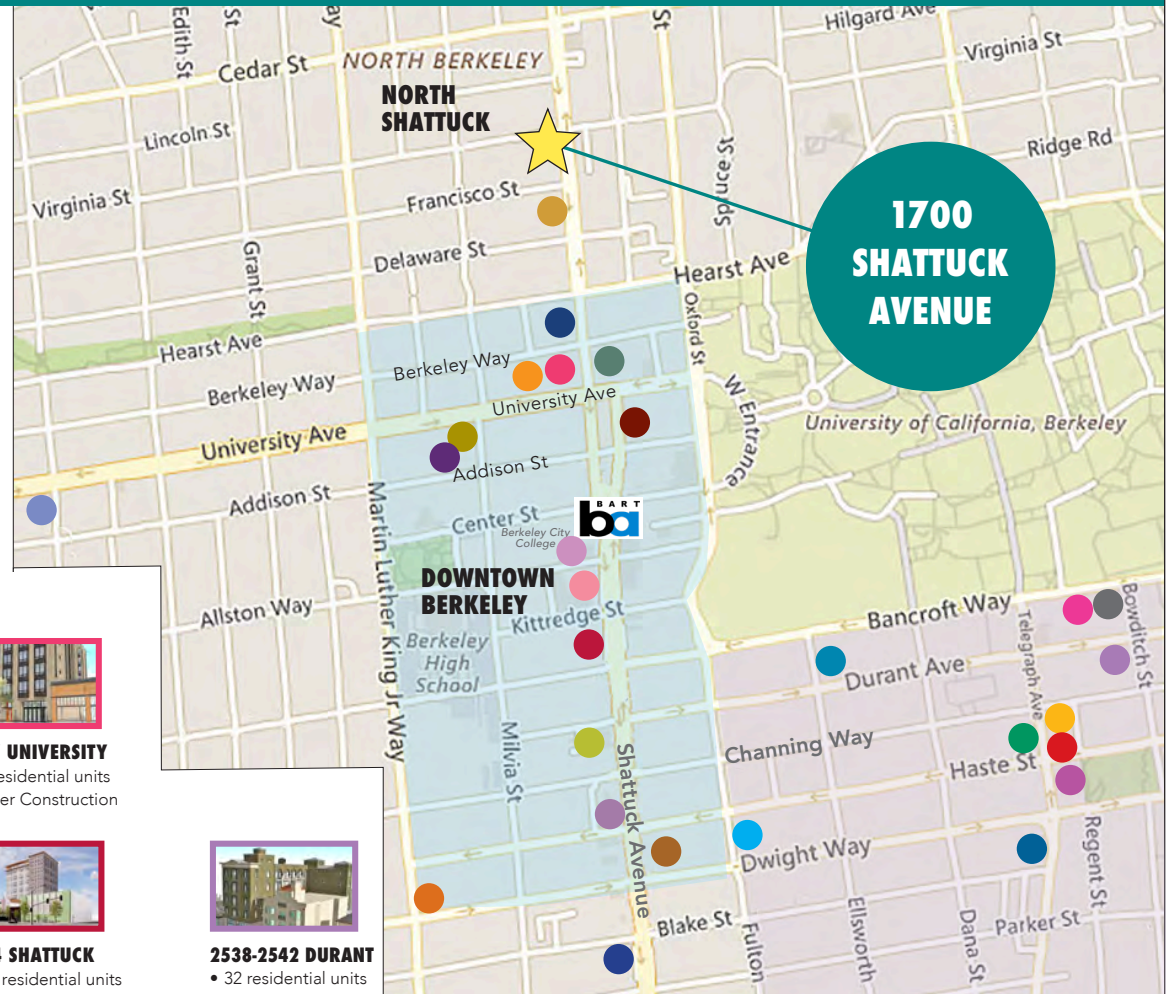 Edith St
St
Way
St
Hilgard Ave
Virginia St
Cedar St
NORTH BERKELEY
NORTH
SHATTUCK
Lincoln St
Spruce St
Ridge Rd
Virginia St
Francisco St
1700
SHATTUCK
AVENUE
Grant St
Delaware St
Hearst Ave
Oxford St
Hearst Ave
Berkeley Way
Berkeley Way
University Ave
W Entrance
University of California, Berkeley
University Ave
Addison St
Addison St
Martin Luther King Jr Way
Center St
BART
ba
Berkeley City
College
DOWNTOWN
BERKELEY
Allston Way
Kittredge St
Berkeley
High
School
Bancroft Way
Telegraph Ave
Bowditch St
Durant Ave
Milvia St
Shattuck Avenue
Channing Way
Haste St
Dwight Way
Regent St
Blake St
Fulton
Ellsworth
Dana St
Parker St
UNIVERSITY
residential units
er Construction
SHATTUCK
residential units
2538-2542 DURANT
• 32 residential units